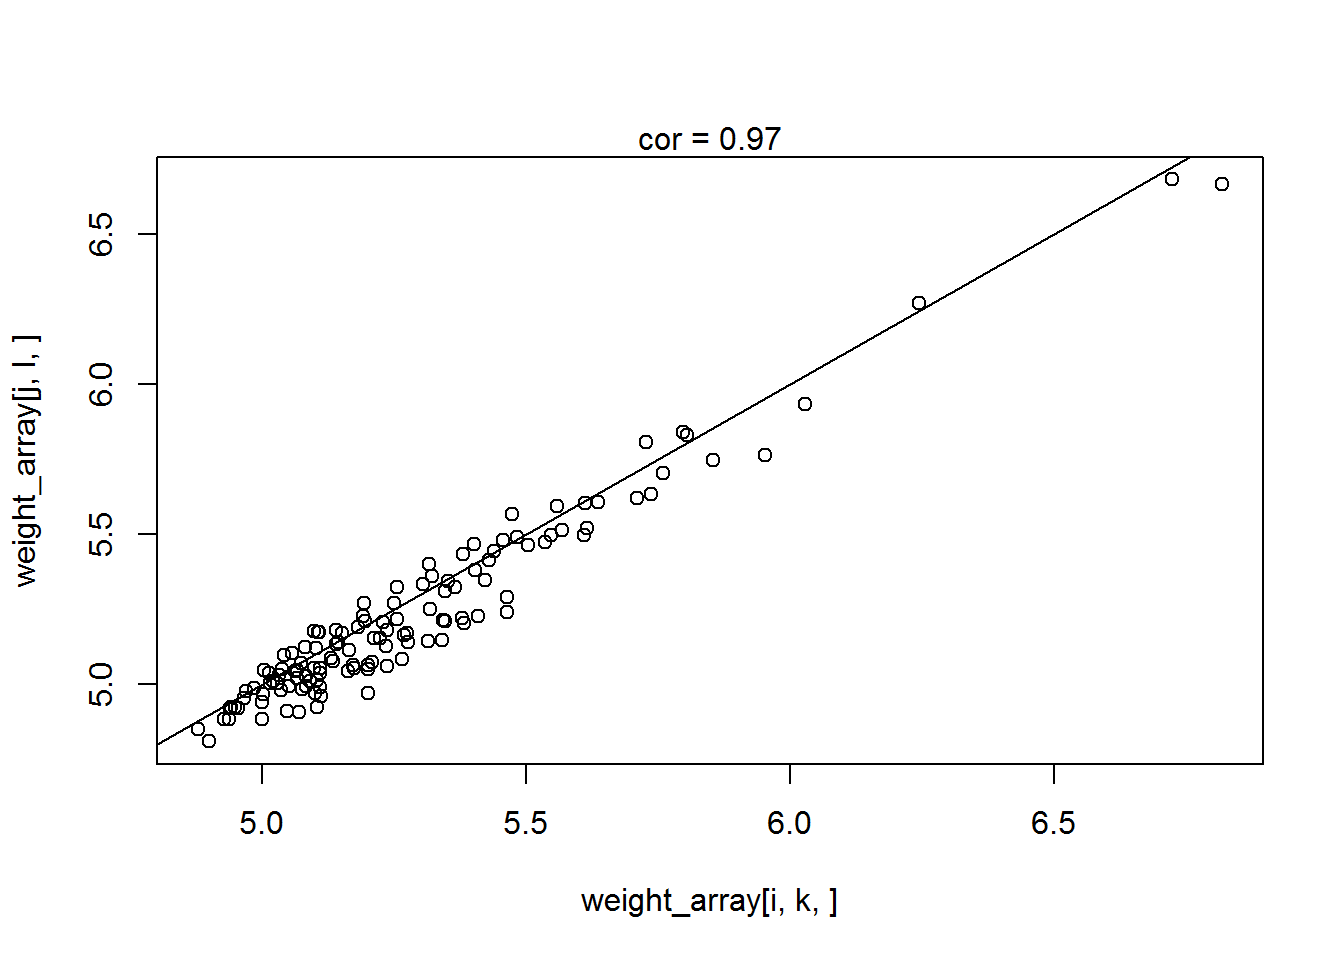 cor = 0.97
weight_array[j, l, ]
6.5
6.0
5.5
5.0
5.0 5.5 6.0 6.5
weight_array[i, k, ]